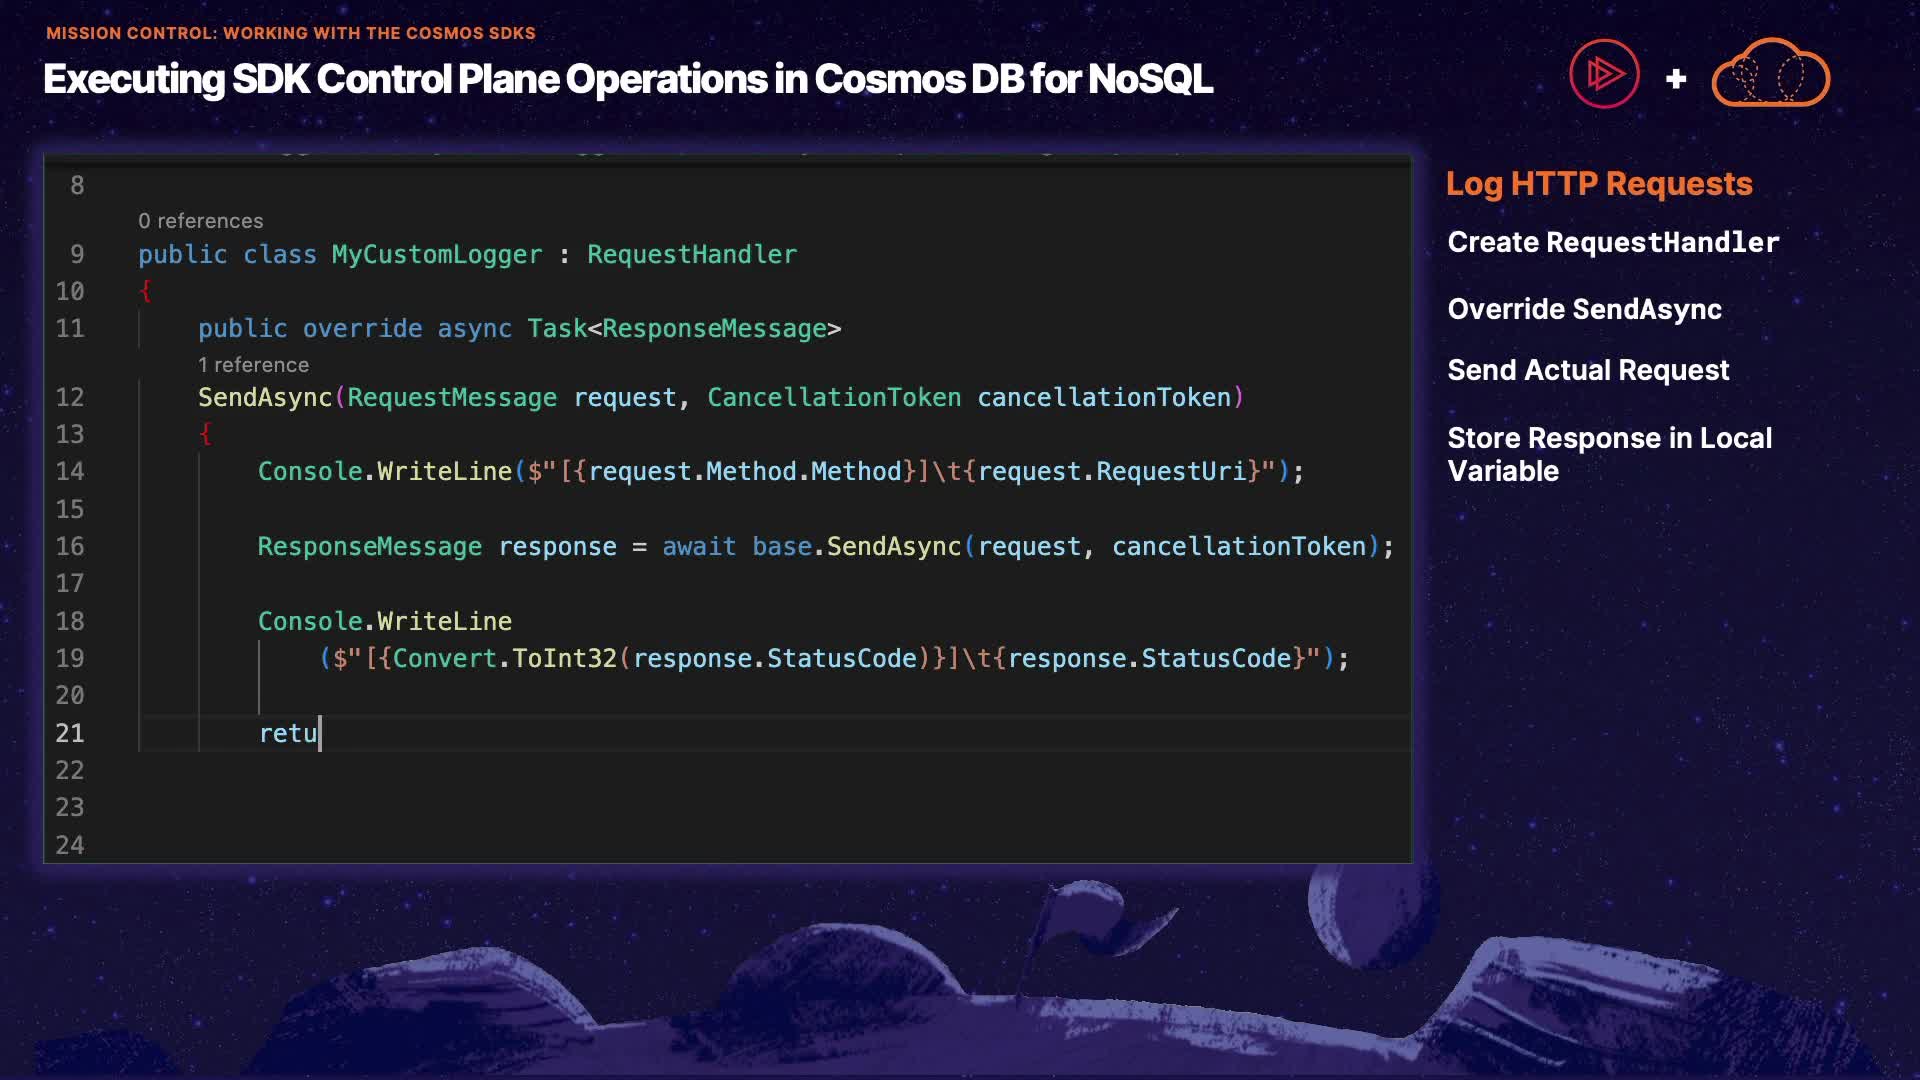 MISSION CONTROL: WORKING WITH THE COSMOS SDKS
Executing SDK Control Plane Operations in Cosmos DB for NoSQL
+
8
0 references
9 public class MyCustomLogger : RequestHandler
10 {
11 public override async Task<ResponseMessage>
1 reference
12 SendAsync(RequestMessage request, CancellationToken cancellationToken)
13 {
14 Console.WriteLine($"[{request.Method.Method}]\t{request.RequestUri}");
15
16 ResponseMessage response = await base.SendAsync(request, cancellationToken);
17
18 Console.WriteLine
19 ($"[{Convert.ToInt32(response.StatusCode)}]\t{response.StatusCode}");
20
21 retu
22
23
24
Log HTTP Requests
Create RequestHandler
Override SendAsync
Send Actual Request
Store Response in Local
Variable